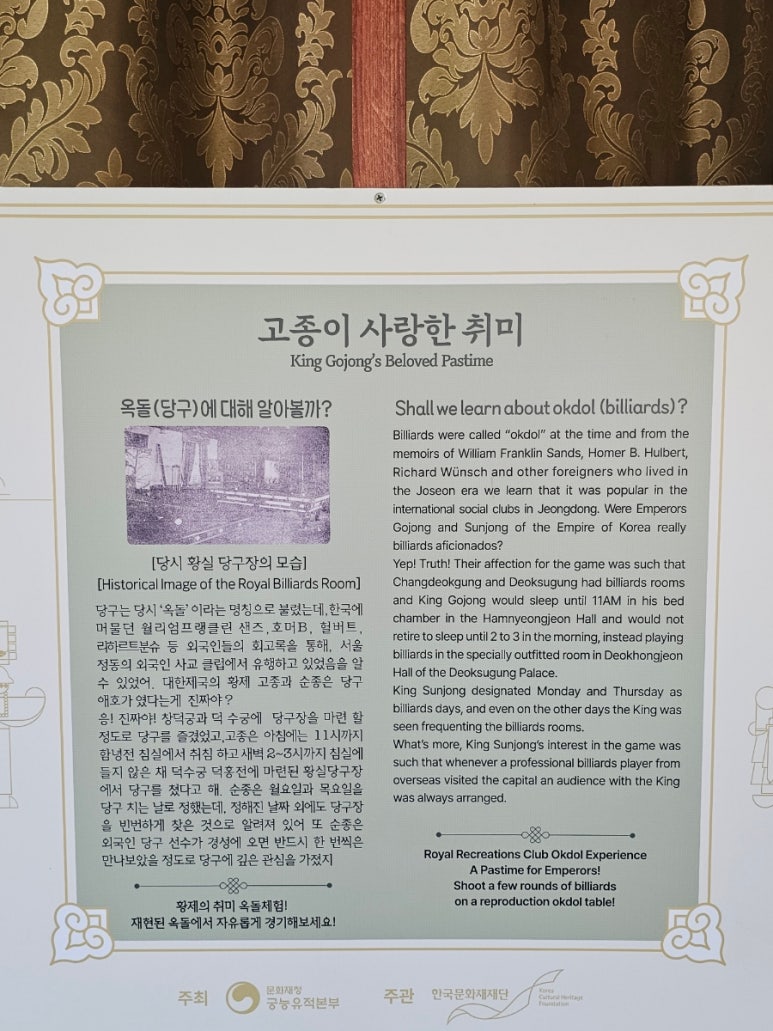 고종이 사랑한 취미
King Gojong's Beloved Pastime
옥돌(당구)에 대해 알아볼까?
[당시 황실 당구장의 모습]
[Historical Image of the Royal Billiards Room]
당구는 당시 '옥돌' 이라는 명칭으로 불렸는데,한국에
머물던 윌리엄프랭클린 샌즈,호머B, 헐버트,
리하르트분슈 등 외국인들의 회고록을 통해, 서울
정동의 외국인 사교 클럽에서 유행하고 있었음을 알
수 있었어. 대한제국의 황제 고종과 순종은 당구
애호가 였다는게 진짜야?
응! 진짜야! 창덕궁과 덕 수궁에 당구장을 마련 할
정도로 당구를 즐겼었고,고종은 아침에는 11시까지
함녕전 침실에서 취침 하고 새벽 2~3시까지 침실에
들지 않은 채 덕수궁 덕홍전에 마련된 황실당구장
에서 당구를 쳤다고 해. 순종은 월요일과 목요일을
당구 치는 날로 정했는데, 정해진 날짜 외에도 당구장
을 빈번하게 찾은 것으로 알려져 있어 또 순종은
외국인 당구 선수가 경성에 오면 반드시 한 번씩은
만나보았을 정도로 당구에 깊은 관심을 가졌지
황제의 취미 옥돌체험!
재현된 옥돌에서 자유롭게 경기해보세요!
Shall we learn about okdol (billiards)?
Billiards were called “okdol” at the time and from the
memoirs of William Franklin Sands, Homer B. Hulbert,
Richard Wünsch and other foreigners who lived in
the Joseon era we learn that it was popular in the
international social clubs in Jeongdong. Were Emperors
Gojong and Sunjong of the Empire of Korea really
billiards aficionados?
Yep! Truth! Their affection for the game was such that
Changdeokgung and Deoksugung had billiards rooms
and King Gojong would sleep until 11AM in his bed
chamber in the Hamnyeongjeon Hall and would not
retire to sleep until 2 to 3 in the morning, instead playing
billiards in the specially outfitted room in Deokhongjeon
Hall of the Deoksugung Palace.
King Sunjong designated Monday and Thursday as
billiards days, and even on the other days the King was
seen frequenting the billiards rooms.
What's more, King Sunjong's interest in the game was
such that whenever a professional billiards player from
overseas visited the capital an audience with the King
was always arranged.
Royal Recreations Club Okdol Experience
A Pastime for Emperors!
Shoot a few rounds of billiards
on a reproduction okdol table!
주최
문화재청
궁능유적본부
주관
한국문화재재단
Korea
Cultural Heritage
Foundation